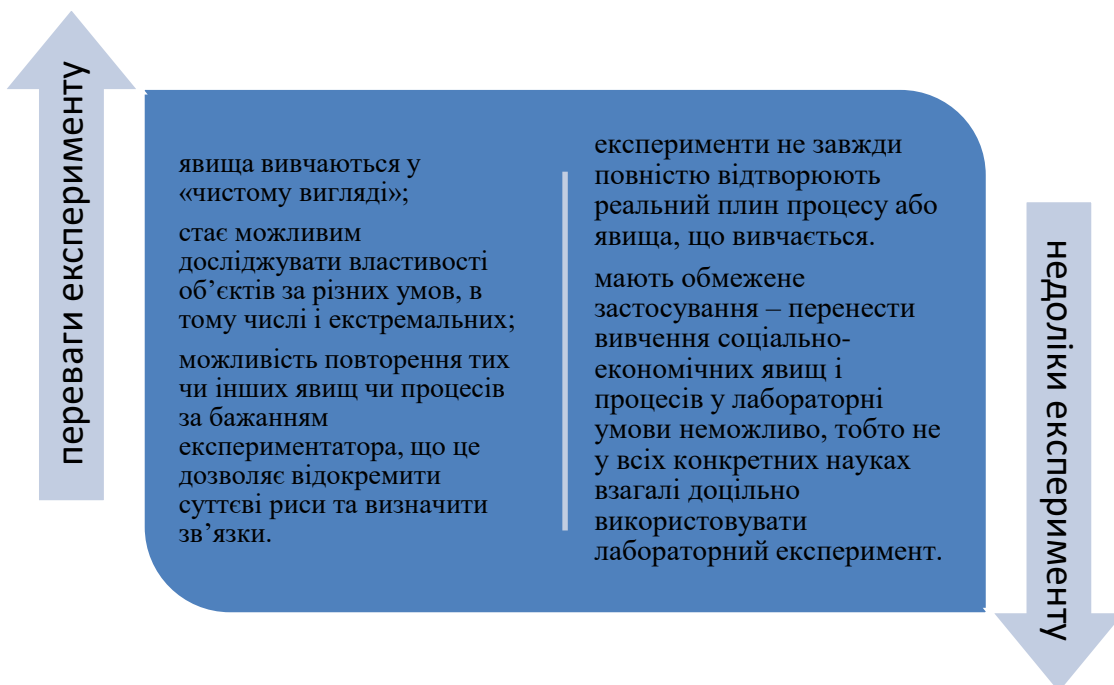 переваги експерименту
явища вивчаються у
«чистому вигляді»;
стає можливим
досліджувати властивості
об’єктів за різних умов, в
тому числі і екстремальних;
можливість повторення тих
чи інших явищ чи процесів
за бажанням
експериментатора, що це
дозволяє відокремити
суттєві риси та визначити
зв’язки.
експерименти не завжди
повністю відтворюють
реальний плин процесу або
явища, що вивчається.
мають обмежене
застосування – перенести
вивчення соціально-
економічних явищ і
процесів у лабораторні
умови неможливо, тобто не
у всіх конкретних науках
взагалі доцільно
використовувати
лабораторний експеримент.
недоліки експерименту